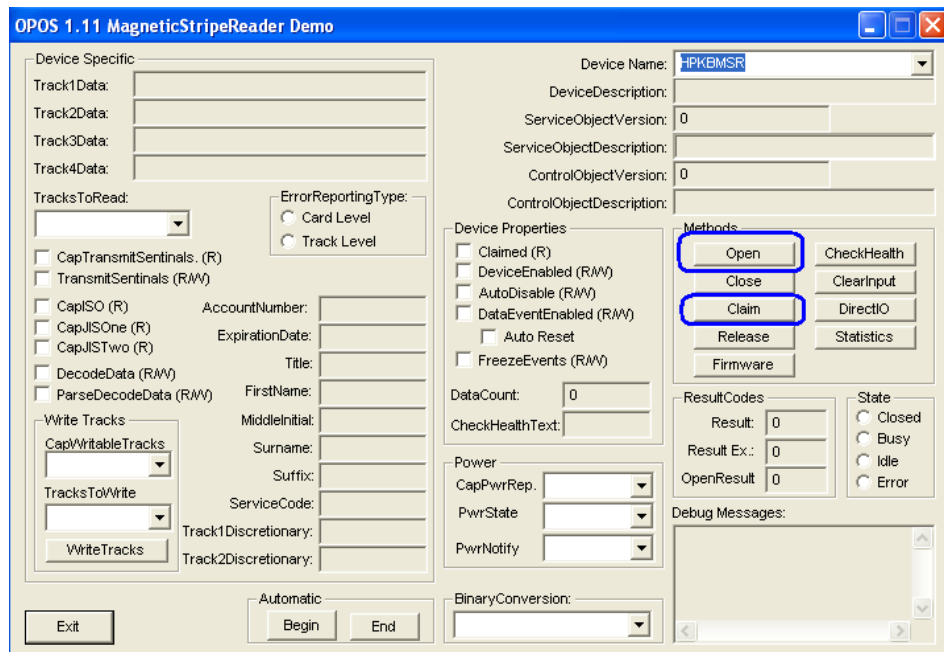 OPOS 1.11 MagneticStripeReader Demo
Device Specific
Track1Data:
Track2Data:
Track3Data:
Track4Data:
TracksToRead:
ErrorReportingType:
Card Level
Track Level
CapTransmitSentinals. (R)
TransmitSentinals (R/W)
CapISO (R)
CapJISOne (R)
CapJISTwo (R)
DecodeData (R/W)
ParseDecodeData (R/W)
AccountNumber:
ExpirationDate:
Title:
FirstName:
MiddleInitial:
Surname:
Suffix:
ServiceCode:
Track1Discretionary:
Track2Discretionary:
Write Tracks
CapWritableTracks
TracksToWrite
WriteTracks
Exit
Automatic
Begin
End
Device Name: HPKBMSR
DeviceDescription:
ServiceObjectVersion: 0
ServiceObjectDescription:
ControlObjectVersion: 0
ControlObjectDescription:
Device Properties
Claimed (R)
DeviceEnabled (R/W)
AutoDisable (R/W)
DataEventEnabled (R/W)
Auto Reset
FreezeEvents (R/W)
DataCount: 0
CheckHealthText:
Power
CapPwrRep.
PwrState
PwrNotify
BinaryConversion:
Methods
Open
CheckHealth
Close
ClearInput
Claim
DirectIO
Release
Statistics
Firmware
ResultCodes
Result: 0
Result Ex.: 0
OpenResult 0
State
Closed
Busy
Idle
Error
Debug Messages: